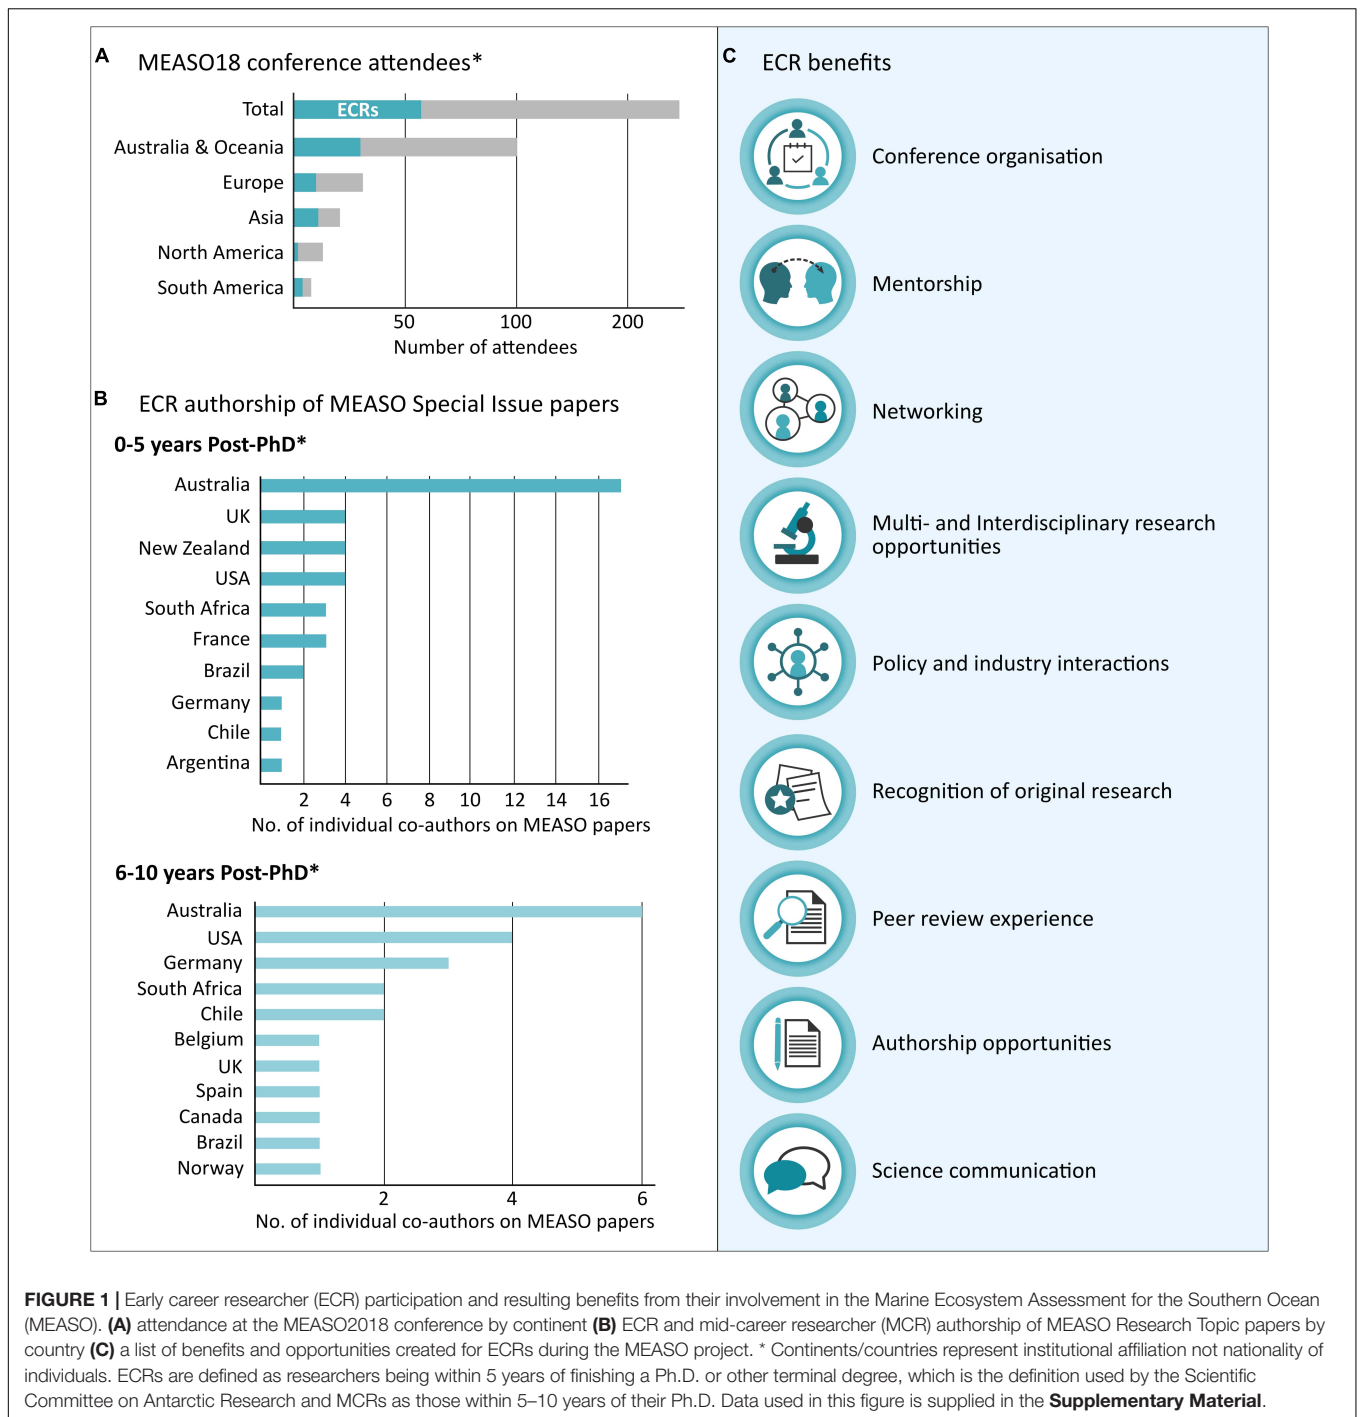 A
MEASO18 conference attendees*
Total
ECRs
Australia & Oceania
Europe
Asia
North America
South America
50
100
200
Number of attendees
B
ECR authorship of MEASO Special Issue papers
0-5 years Post-PhD*
Australia
UK
New Zealand
USA
South Africa
France
Brazil
Germany
Chile
Argentina
2
4
6
8
10
12
14
16
No. of individual co-authors on MEASO papers
6-10 years Post-PhD*
Australia
USA
Germany
South Africa
Chile
Belgium
UK
Spain
Canada
Brazil
Norway
2
4
6
No. of individual co-authors on MEASO papers
C
ECR benefits
Conference organisation
Mentorship
Networking
Multi- and Interdisciplinary research
opportunities
Policy and industry interactions
Recognition of original research
Peer review experience
Authorship opportunities
Science communication
FIGURE 1 | Early career researcher (ECR) participation and resulting benefits from their involvement in the Marine Ecosystem Assessment for the Southern Ocean
(MEASO). (A) attendance at the MEASO2018 conference by continent (B) ECR and mid-career researcher (MCR) authorship of MEASO Research Topic papers by
country (C) a list of benefits and opportunities created for ECRs during the MEASO project. * Continents/countries represent institutional affiliation not nationality of
individuals. ECRs are defined as researchers being within 5 years of finishing a Ph.D. or other terminal degree, which is the definition used by the Scientific
Committee on Antarctic Research and MCRs as those within 5–10 years of their Ph.D. Data used in this figure is supplied in the Supplementary Material.